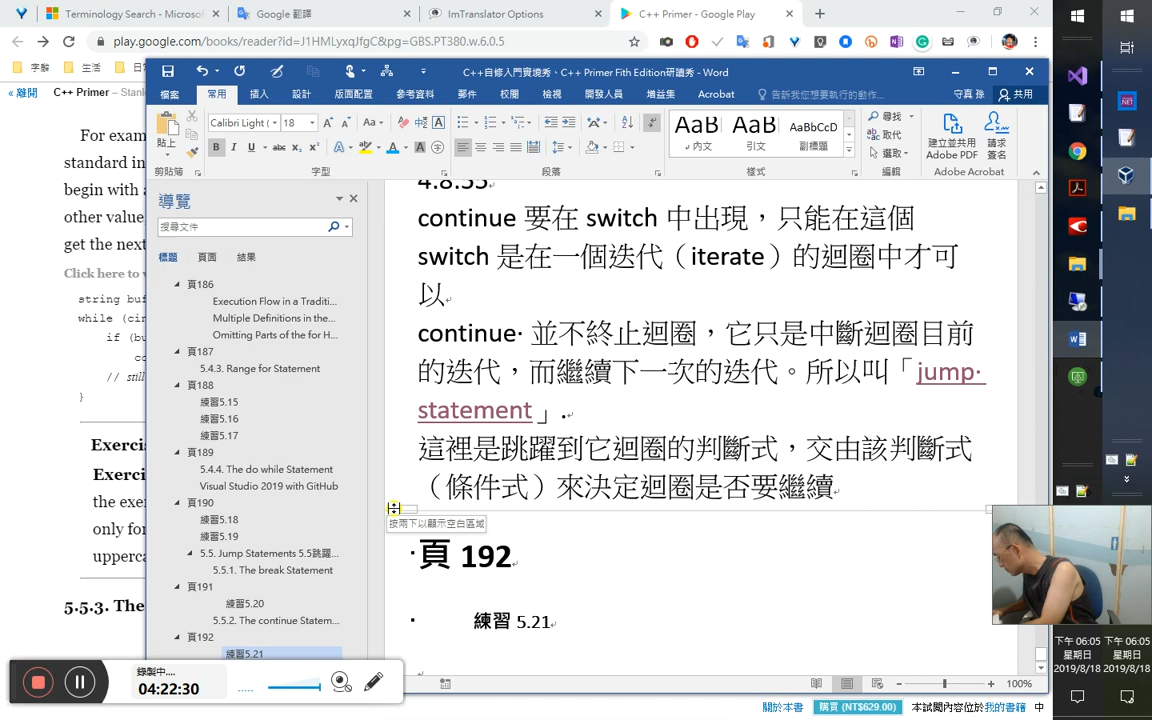 Terminology Search - Microsof
Google 翻譯
ImTranslator Options
C++ Primer - Google Play
play.google.com/books/reader?id=J1HMLyxqJfgC&pg=GBS.PT380.w.6.0.5
字辭
生活
« 離開
C++ Primer – Stanl
For exam
standard in
begin with a
other value
get the next
Click here to v
string buf
while (cin
if (bu
co
// still
}
Exercis
Exerci
the exer
only for
upperca
5.5.3. The
C++自修入門實境秀、C++ Primer Fith Edition研讀秀 - Word
檔案
常用
插入
設計
版面配置
參考資料
郵件
校閱
檢視
開發人員
增益集
Acrobat
告訴我您想要執行的動作...
守真 孫
共用
貼上
剪貼簿
Calibri Light (
18
字型
段落
AaB
內文
AaB
引文
AaBbCcD
副標題
樣式
尋找
取代
選取
編輯
建立並共用
Adobe PDF
請求
簽名
Adobe Acrobat
導覽
搜尋文件
標題
頁面
結果
頁186
Execution Flow in a Traditi...
Multiple Definitions in the...
Omitting Parts of the for H...
頁187
5.4.3. Range for Statement
頁188
練習5.15
練習5.16
練習5.17
頁189
5.4.4. The do while Statement
Visual Studio 2019 with GitHub
頁190
練習5.18
練習5.19
5.5. Jump Statements 5.5跳躍...
5.5.1. The break Statement
頁191
練習5.20
5.5.2. The continue Statem...
頁192
練習5.21
4.8.55
continue 要在 switch 中出現，只能在這個
switch 是在一個迭代（iterate）的迴圈中才可
以
continue 並不終止迴圈，它只是中斷迴圈目前
的迭代，而繼續下一次的迭代。所以叫「jump
statement」.
這裡是跳躍到它迴圈的判斷式，交由該判斷式
（條件式）來決定迴圈是否要繼續
按兩下以顯示空白區域
頁 192
練習 5.21
100%
錄製中....
04:22:30
關於本書
購買 (NT$629.00)
本試閱內容位於我的書籍
中
下午 06:05
星期日
2019/8/18
下午 06:05
星期日
2019/8/18